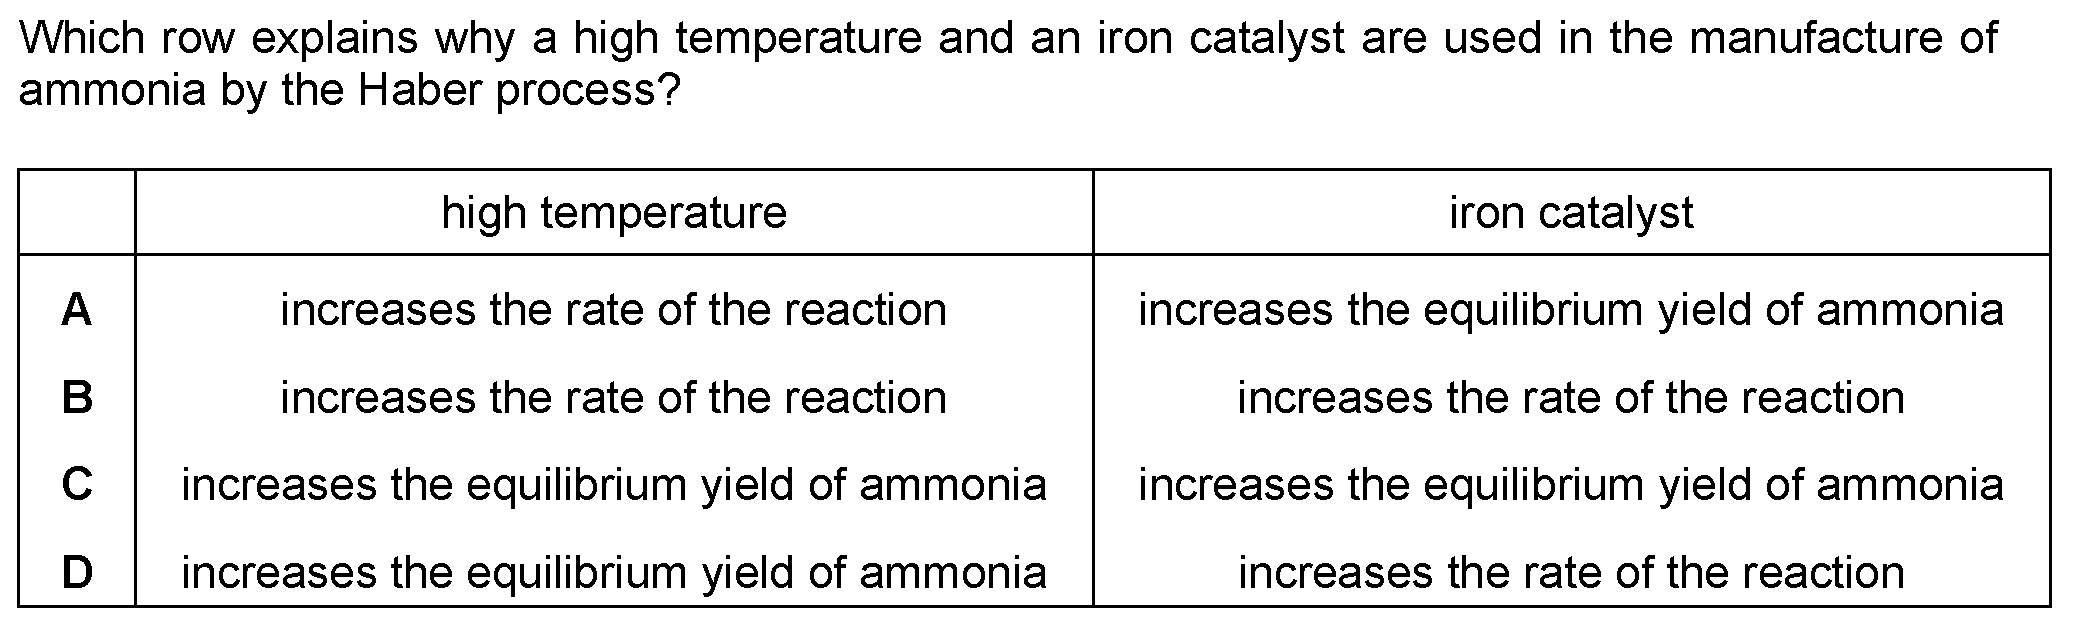 Which row explains why a high temperature and an iron catalyst are used in the manufacture of
ammonia by the Haber process?
high temperature iron catalyst
A increases the rate of the reaction increases the equilibrium yield of ammonia
B increases the rate of the reaction increases the rate of the reaction
C increases the equilibrium yield of ammonia increases the equilibrium yield of ammonia
D increases the equilibrium yield of ammonia increases the rate of the reaction